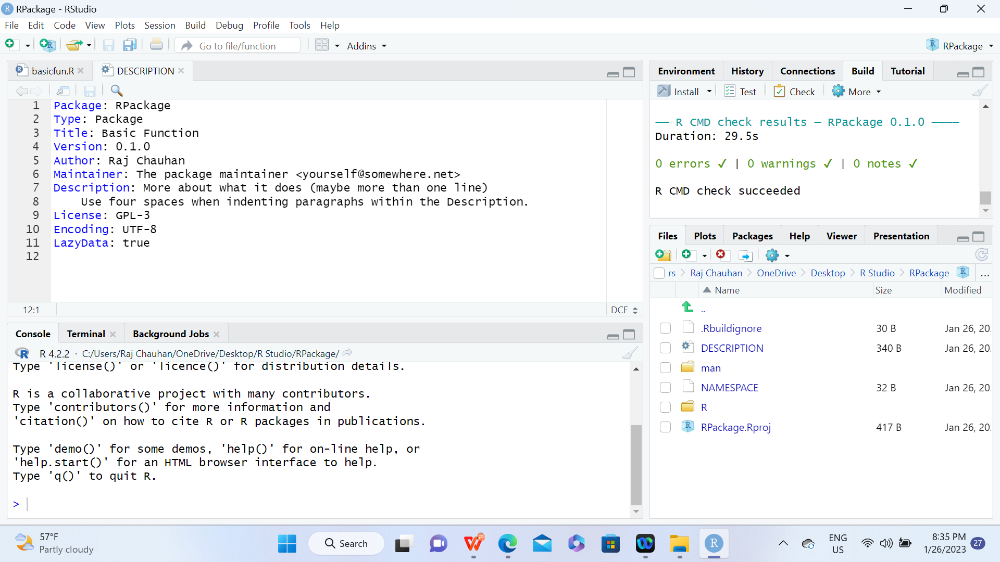 RPackage - RStudio
File Edit Code View Plots Session Build Debug Profile Tools Help
Go to file/function Addins RPackage
basicfun.R DESCRIPTION
1 Package: RPackage
2 Type: Package
3 Title: Basic Function
4 Version: 0.1.0
5 Author: Raj Chauhan
6 Maintainer: The package maintainer <yourself@somewhere.net>
7 Description: More about what it does (maybe more than one line)
8 Use four spaces when indenting paragraphs within the Description.
9 License: GPL-3
10 Encoding: UTF-8
11 LazyData: true
12
12:1 DCF
Console Terminal Background Jobs
R 4.2.2 · C:/Users/Raj Chauhan/OneDrive/Desktop/R Studio/RPackage/
Type 'license()' or 'licence()' for distribution details.
R is a collaborative project with many contributors.
Type 'contributors()' for more information and
'citation()' on how to cite R or R packages in publications.
Type 'demo()' for some demos, 'help()' for on-line help, or
'help.start()' for an HTML browser interface to help.
Type 'q()' to quit R.
>
Environment History Connections Build Tutorial
Install Test Check More
── R CMD check results ─ RPackage 0.1.0 ────
Duration: 29.5s
0 errors ✓ | 0 warnings ✓ | 0 notes ✓
R CMD check succeeded
Files Plots Packages Help Viewer Presentation
rs Raj Chauhan OneDrive Desktop R Studio RPackage ...
Name Size Modified
..
.Rbuildignore 30 B Jan 26, 20
DESCRIPTION 340 B Jan 26, 20
man
NAMESPACE 32 B Jan 26, 20
R
RPackage.Rproj 417 B Jan 26, 20
57°F
Partly cloudy
Search
ENG
US
8:35 PM
1/26/2023
27